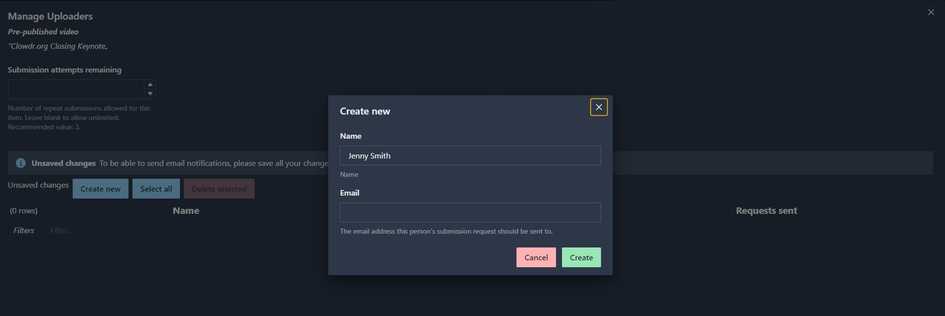 Manage Uploaders
Pre-published video
"Clowdr.org Closing Keynote,
Submission attempts remaining
Number of repeat submissions allowed for this
item. Leave blank to allow unlimited.
Recommended value: 3.
Unsaved changes To be able to send email notifications, please save all your change
Unsaved changes
Create new
Select all
Delete selected
(0 rows)
Name
Requests sent
Filters
Filter...
Create new
Name
Jenny Smith
Name
Email
The email address this person's submission request should be sent to.
Cancel
Create